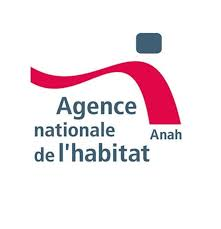 Agence
nationale
de l'habitat
Anah